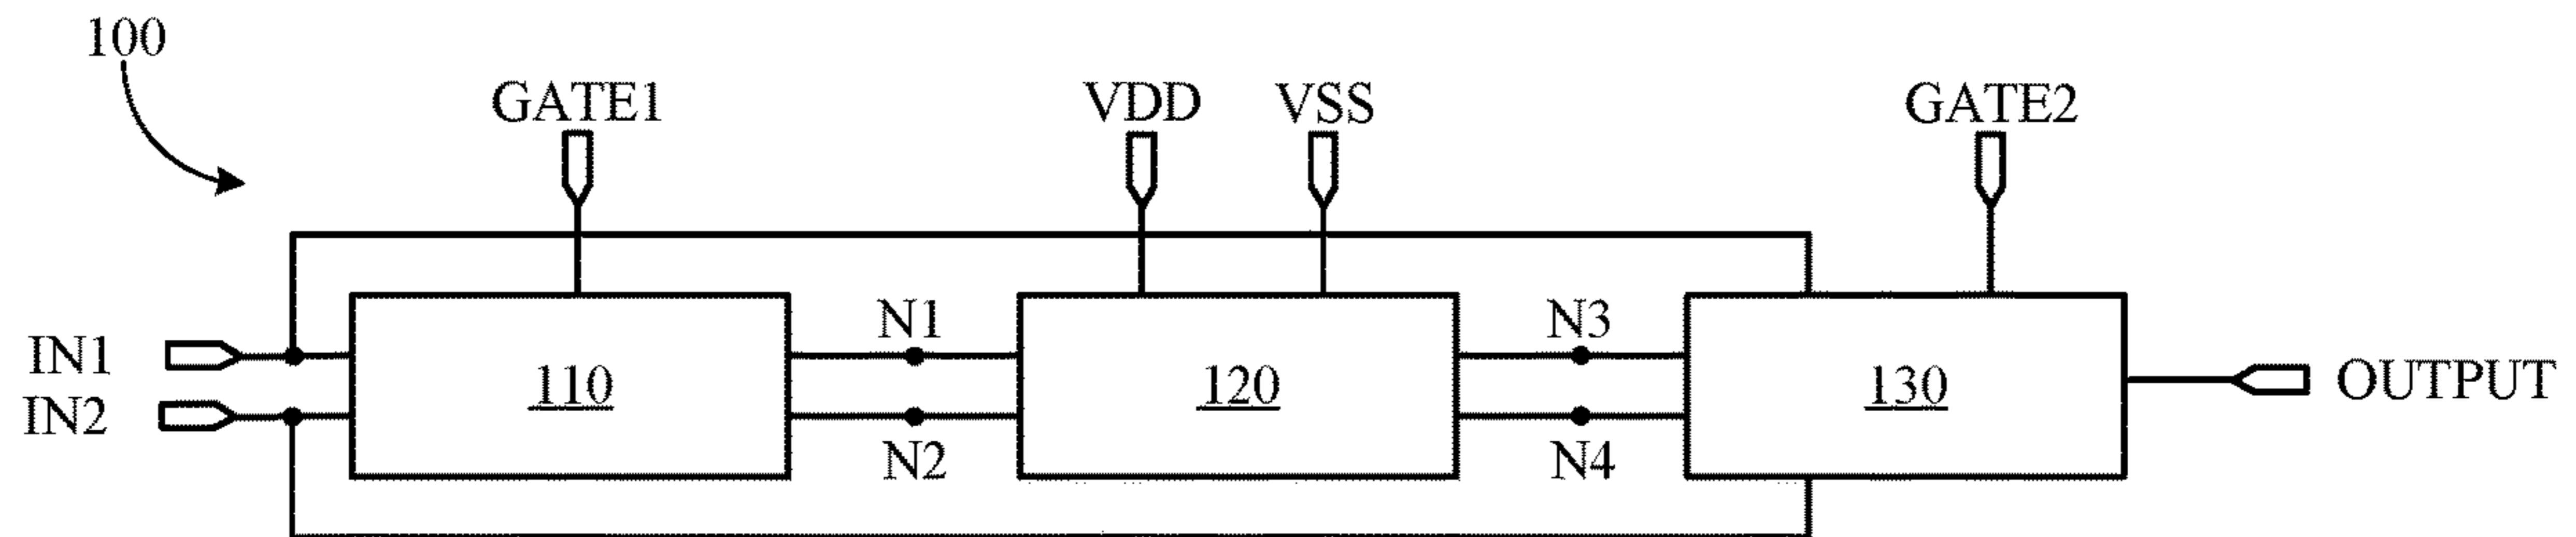 100
GATE1 VDD VSS GATE2
N1 N3
IN1
110 120 130 OUTPUT
IN2
N2 N4